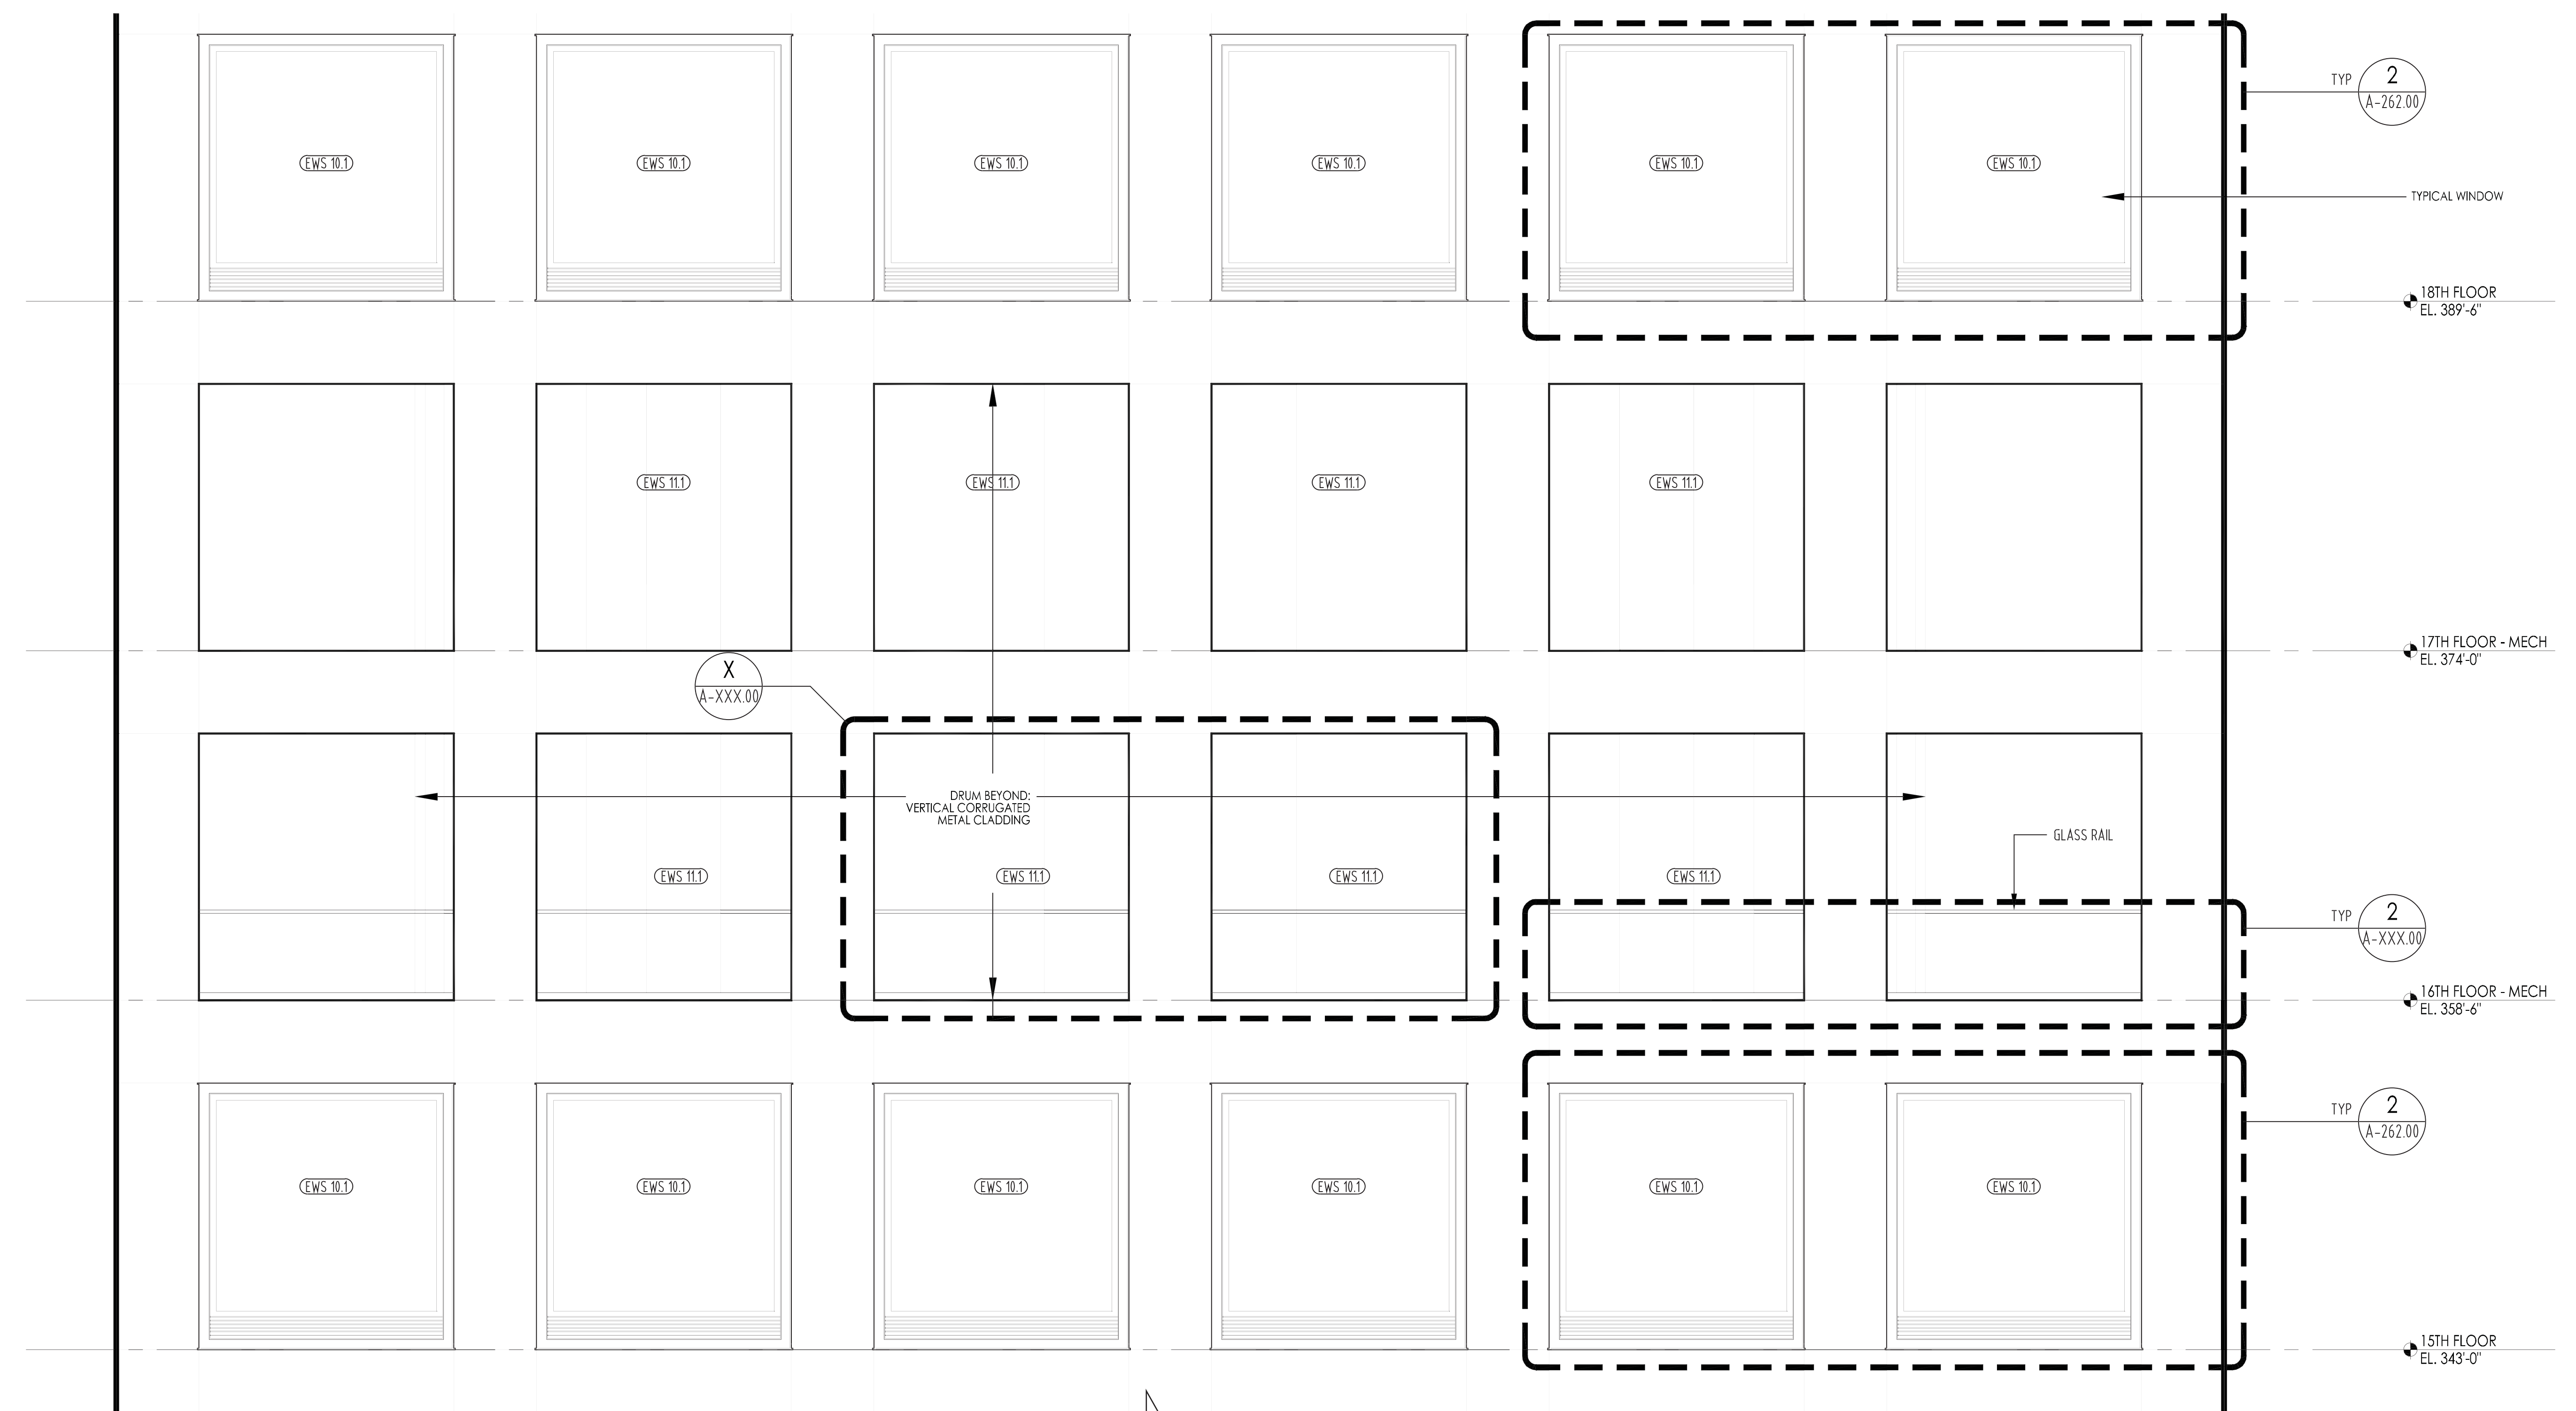 2
TYP
A-262.00
EWS 10.1
EWS 10.1
EWS 10.1
EWS 10.1
EWS 10.1
EWS 10.1
TYPICAL WINDOW
18TH FLOOR
EL. 389'-6"
EWS 11.1
EWS 11.1
EWS 11.1
EWS 11.1
17TH FLOOR - MECH
EL. 374'-0"
X
A-XXX.00
DRUM BEYOND:
VERTICAL CORRUGATED
METAL CLADDING
GLASS RAIL
EWS 11.1
EWS 11.1
EWS 11.1
EWS 11.1
2
TYP
A-XXX.00
16TH FLOOR - MECH
EL. 358'-6"
2
TYP
A-262.00
EWS 10.1
EWS 10.1
EWS 10.1
EWS 10.1
EWS 10.1
EWS 10.1
15TH FLOOR
EL. 343'-0"